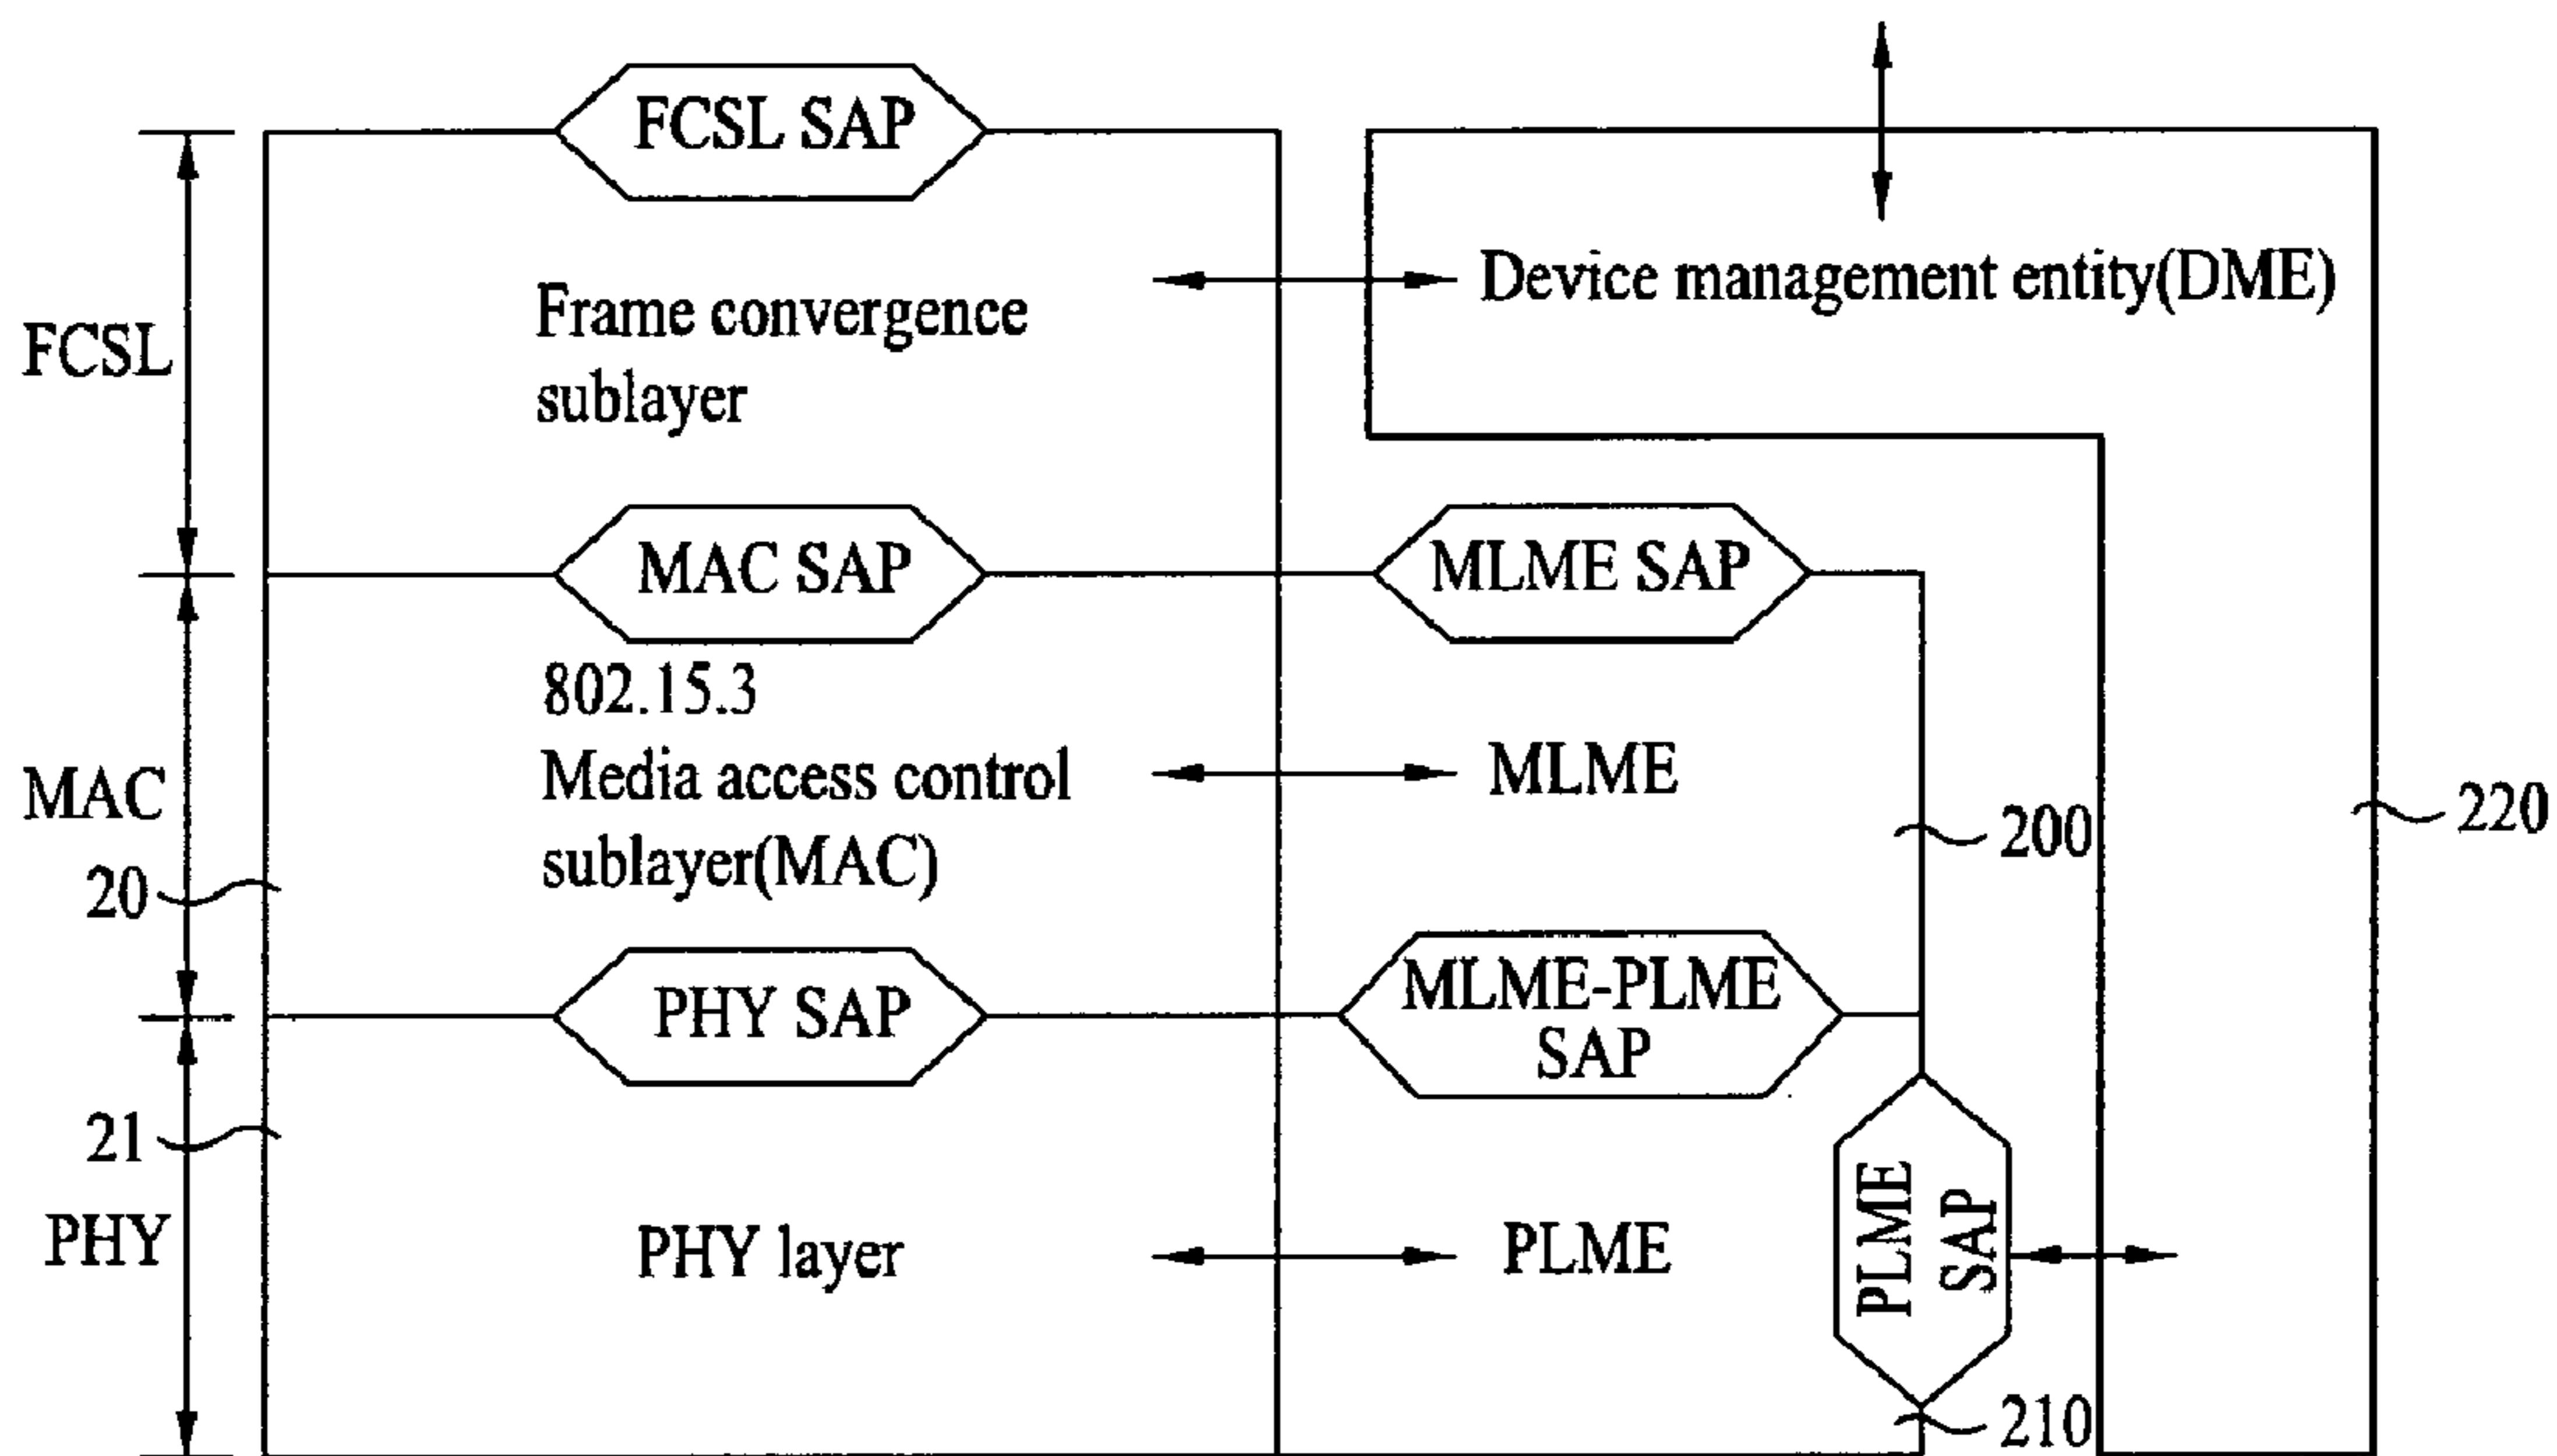 FCSL SAP
Device management entity(DME)
Frame convergence
sublayer
FCSL
MAC SAP
MLME SAP
802.15.3
Media access control
sublayer(MAC)
MLME
MAC
20
200
220
PHY SAP
MLME-PLME
SAP
21
PHY
PHY layer
PLME
PLME
SAP
210